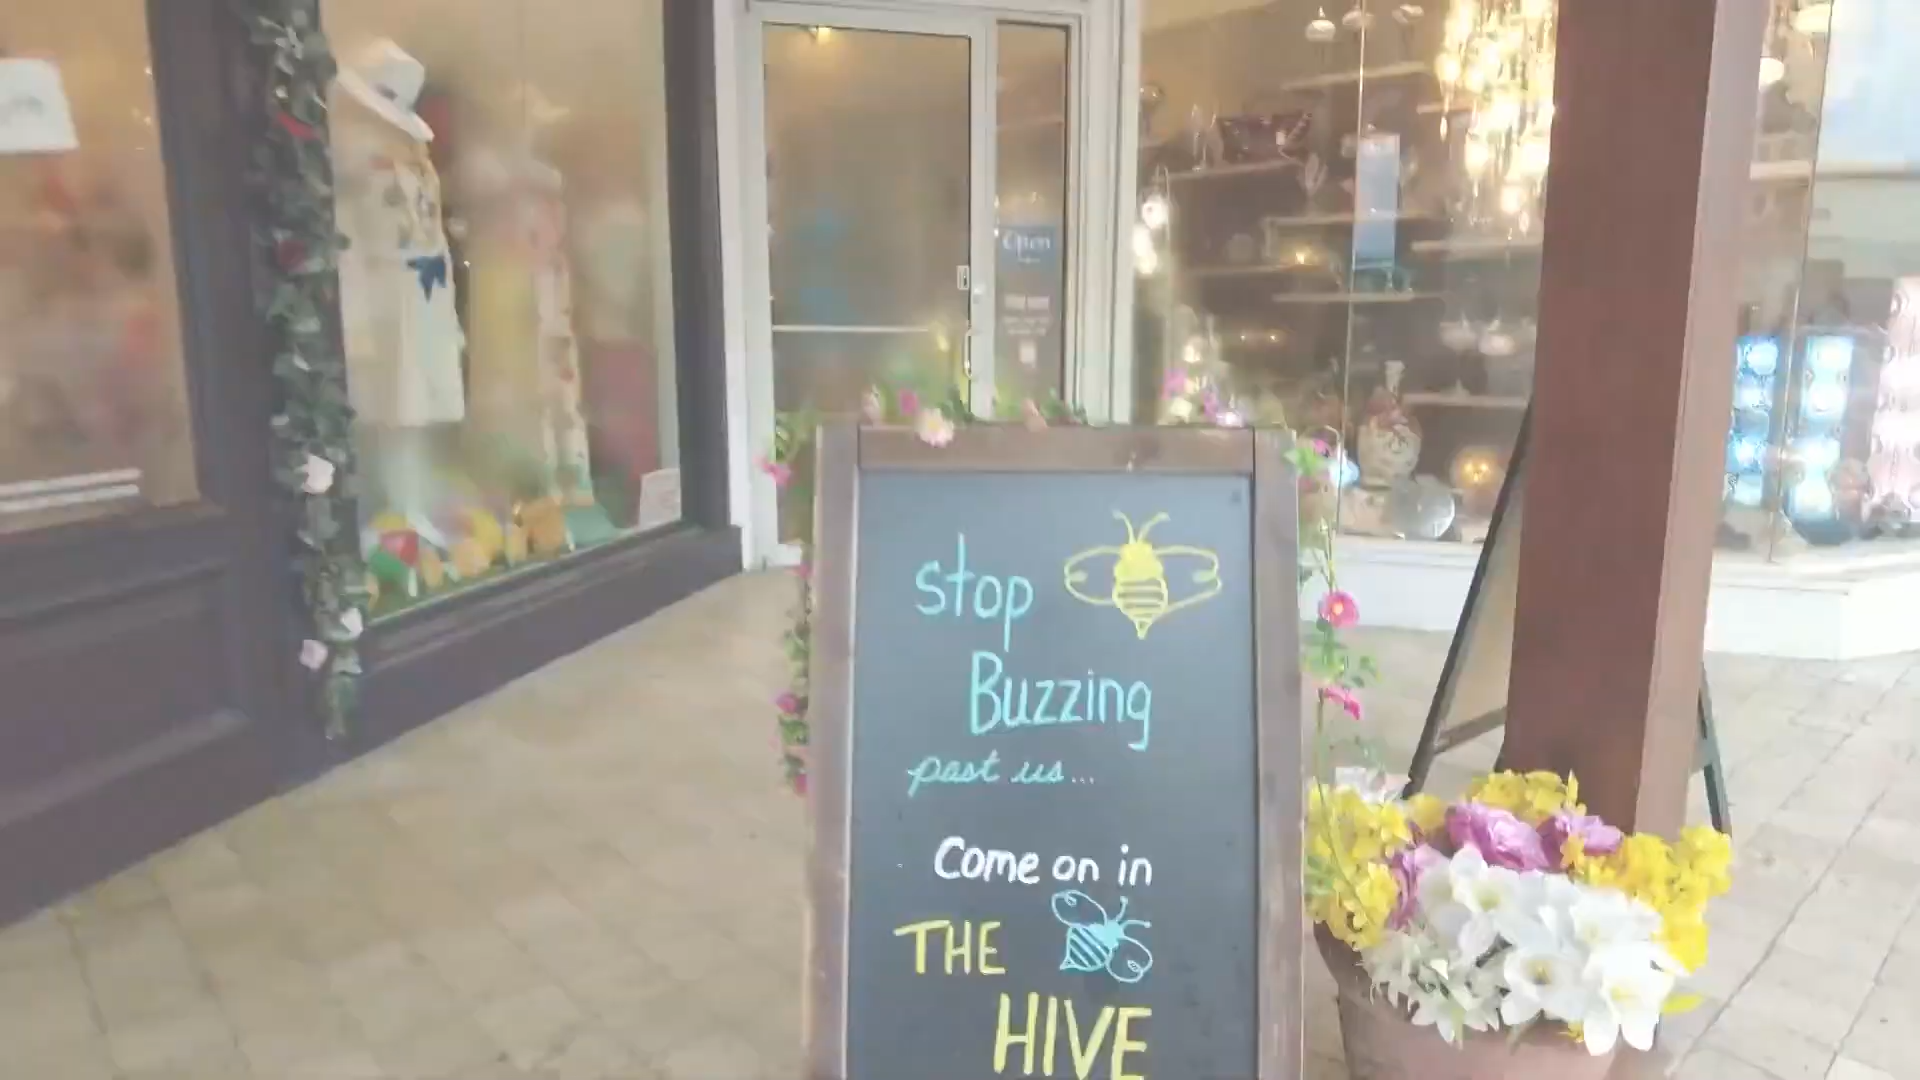 Open
stop
Buzzing
past us...
Come on in
THE
HIVE